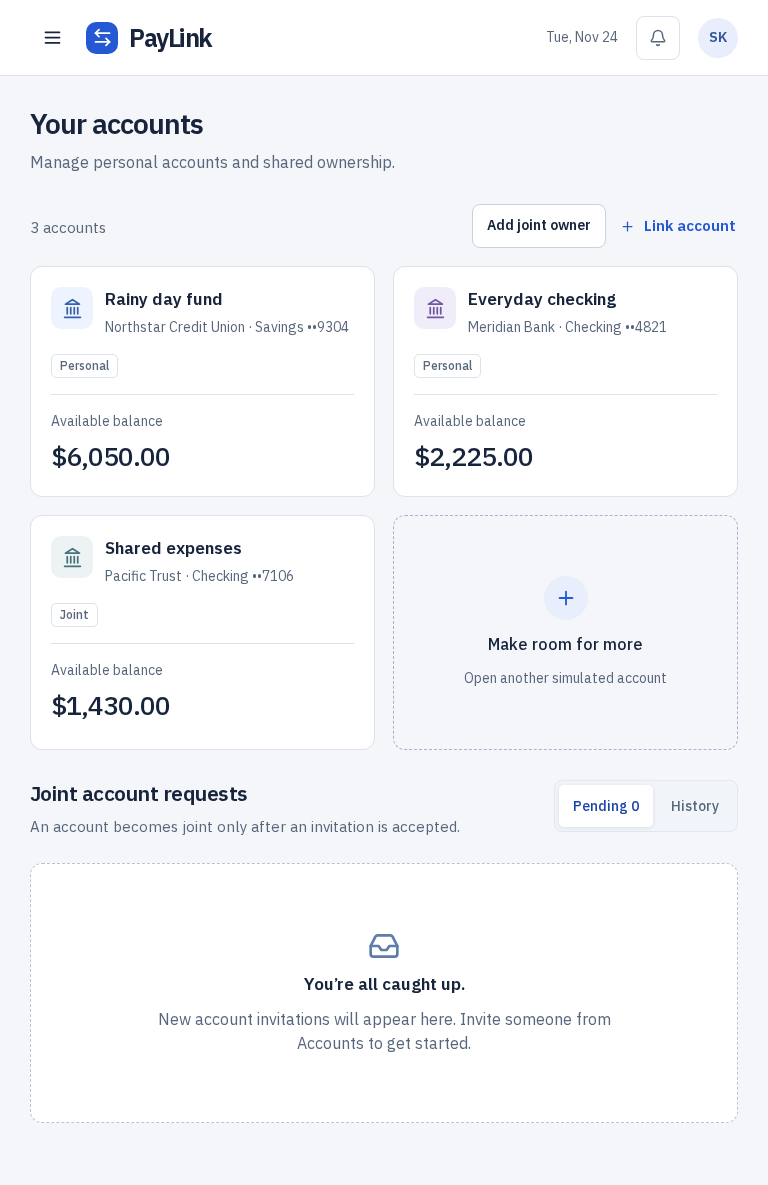 PayLink
Tue, Nov 24
SK
Your accounts
Manage personal accounts and shared ownership.
3 accounts
Add joint owner
Link account
Rainy day fund
Northstar Credit Union · Savings ••9304
Personal
Available balance
$6,050.00
Everyday checking
Meridian Bank · Checking ••4821
Personal
Available balance
$2,225.00
Shared expenses
Pacific Trust · Checking ••7106
Joint
Available balance
$1,430.00
Make room for more
Open another simulated account
Joint account requests
An account becomes joint only after an invitation is accepted.
Pending 0
History
You’re all caught up.
New account invitations will appear here. Invite someone from
Accounts to get started.